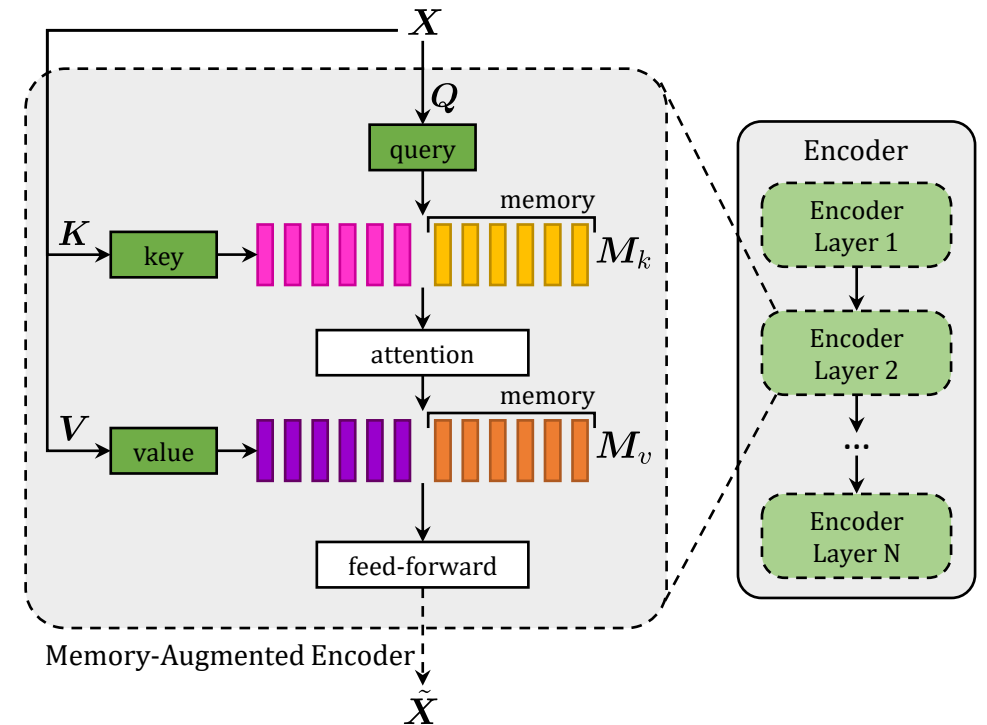 X
Q
query
memory
K
key
M_k
attention
memory
V
value
M_v
feed-forward
Memory-Augmented Encoder
X̃
Encoder
Encoder
Layer 1
Encoder
Layer 2
...
Encoder
Layer N